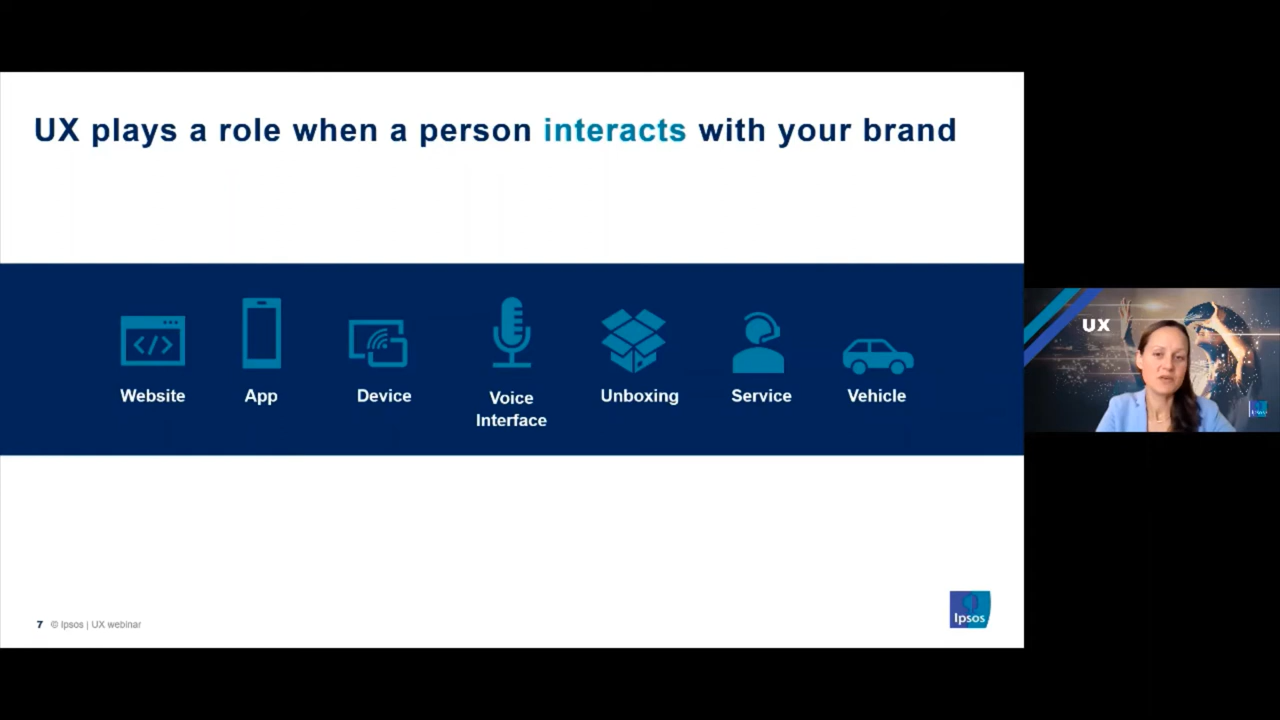 UX plays a role when a person interacts with your brand
Website
App
Device
Voice
Interface
Unboxing
Service
Vehicle
UX
Ipsos
7 © Ipsos | UX webinar
Ipsos